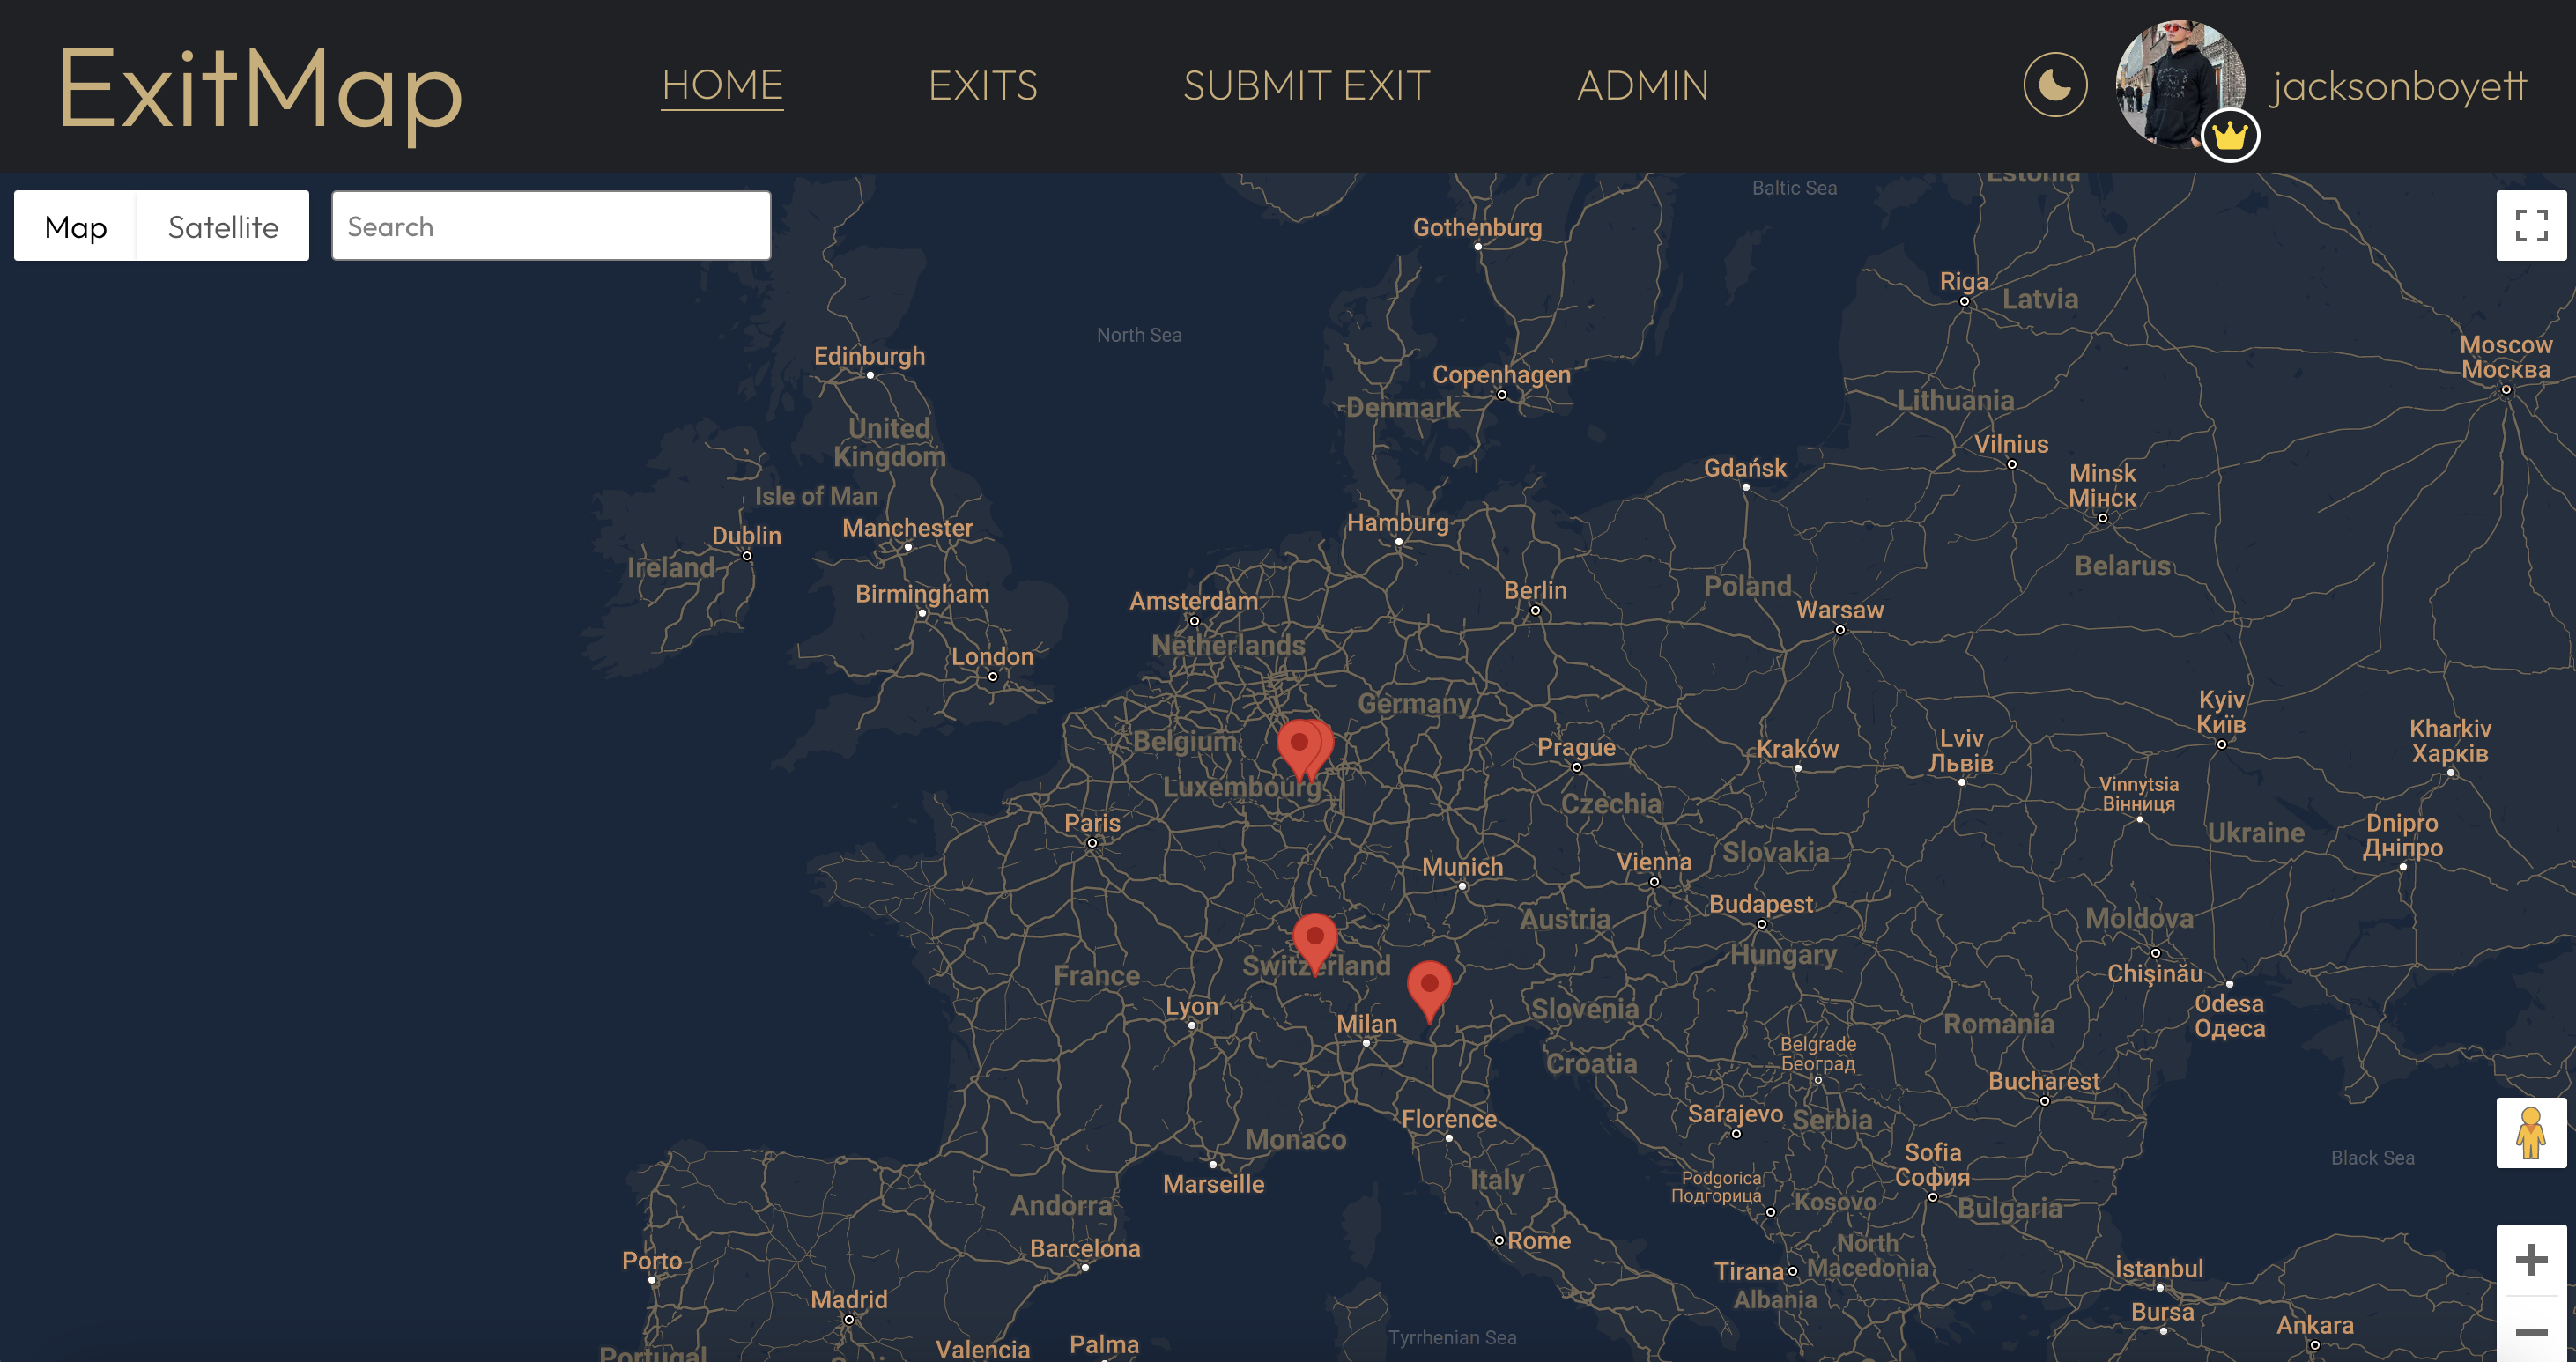 ExitMap
HOME
EXITS
SUBMIT EXIT
ADMIN
jacksonboyett
Map
Satellite
Search
Baltic Sea
Estonia
Gothenburg
Riga
Latvia
North Sea
Moscow
Москва
Edinburgh
Copenhagen
Denmark
Lithuania
United
Kingdom
Vilnius
Gdańsk
Minsk
Мінск
Isle of Man
Dublin
Manchester
Hamburg
Ireland
Belarus
Birmingham
Amsterdam
Berlin
Poland
Warsaw
Netherlands
London
Germany
Kyiv
Київ
Belgium
Prague
Kraków
Lviv
Львів
Kharkiv
Харків
Luxembourg
Vinnytsia
Вінниця
Czechia
Paris
Ukraine
Dnipro
Дніпро
Munich
Vienna
Slovakia
Budapest
Austria
Moldova
Hungary
Switzerland
France
Chișinău
Lyon
Slovenia
Odesa
Одеса
Milan
Romania
Belgrade
Београд
Croatia
Bucharest
Florence
Sarajevo
Serbia
Monaco
Sofia
София
Black Sea
Marseille
Italy
Podgorica
Подгорица
Kosovo
Bulgaria
Andorra
Barcelona
Rome
North
Macedonia
Porto
Tirana
İstanbul
Madrid
Albania
Bursa
Ankara
Tyrrhenian Sea
Valencia
Palma
Portugal